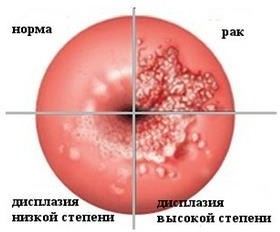 норма
рак
дисплазия
низкой степени
дисплазия
высокой степени